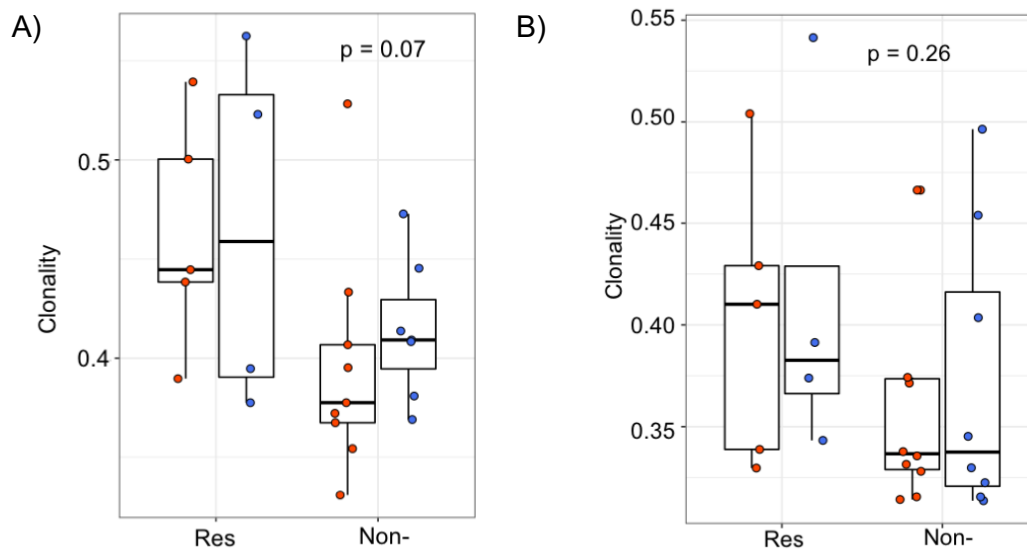 A)
p = 0.07
0.5
0.4
Clonality
Res
Non-
B)
p = 0.26
0.55
0.50
0.45
0.40
0.35
Clonality
Res
Non-